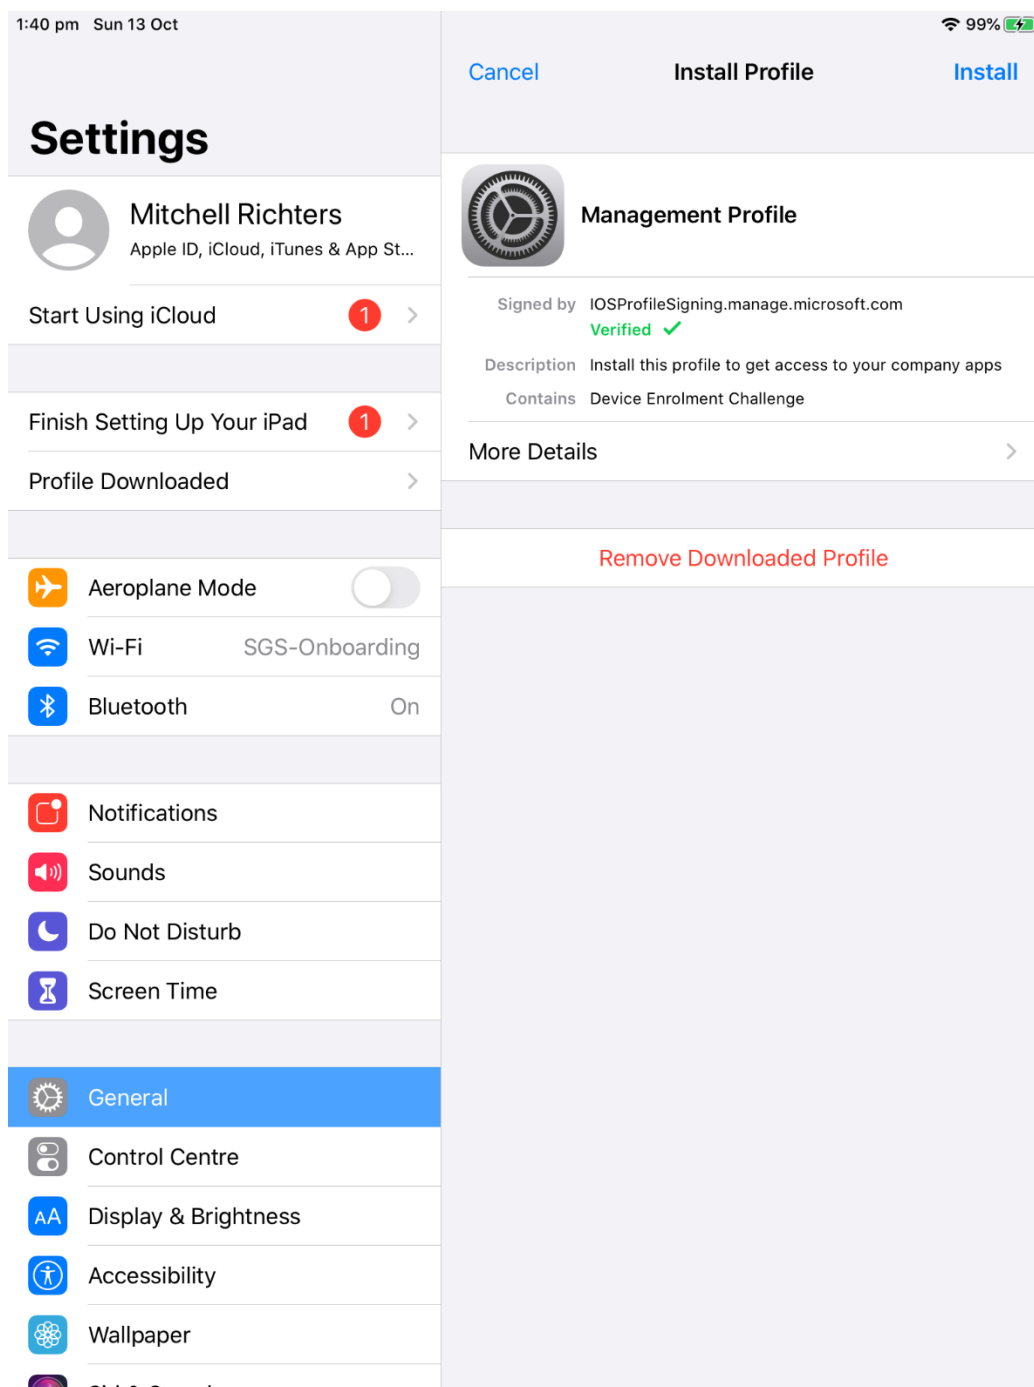 1:40 pm Sun 13 Oct
99%
Settings
Mitchell Richters
Apple ID, iCloud, iTunes & App St...
Start Using iCloud
1
Finish Setting Up Your iPad
1
Profile Downloaded
Aeroplane Mode
Wi-Fi
SGS-Onboarding
Bluetooth
On
Notifications
Sounds
Do Not Disturb
Screen Time
General
Control Centre
AA
Display & Brightness
Accessibility
Wallpaper
Cancel
Install Profile
Install
Management Profile
Signed by IOSProfileSigning.manage.microsoft.com
Verified ✓
Description Install this profile to get access to your company apps
Contains Device Enrolment Challenge
More Details
Remove Downloaded Profile